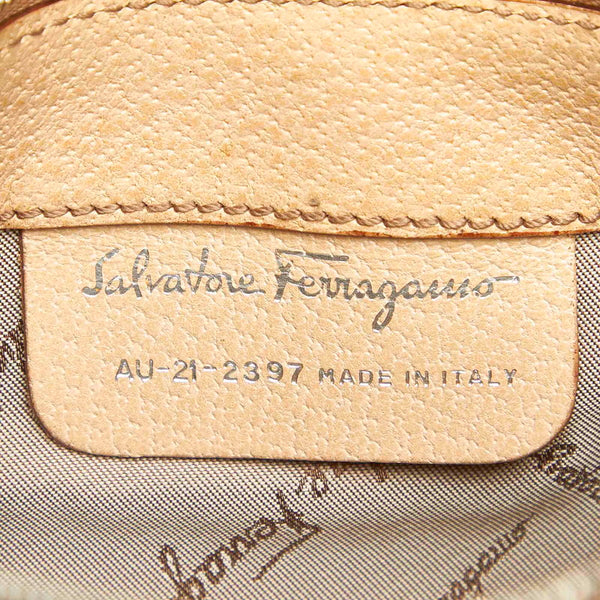 Salvatore Ferragamo
AU-21-2397 MADE IN ITALY